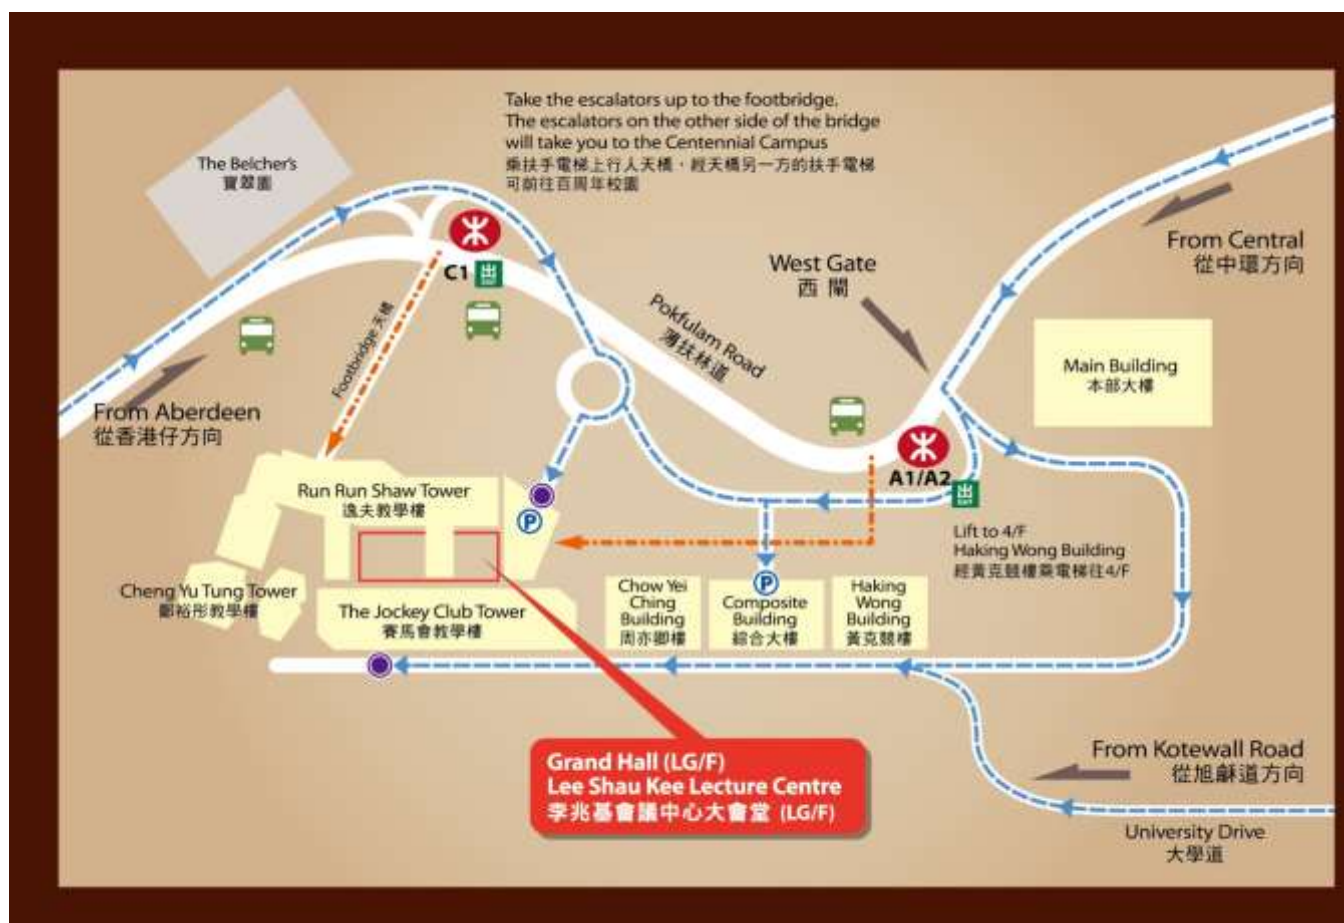 Take the escalators up to the footbridge.
The escalators on the other side of the bridge
will take you to the Centennial Campus
乘扶手電梯上行人天橋，經天橋另一方的扶手電梯
可前往百周年校園
The Belcher's
寶翠園
From Central
從中環方向
West Gate
西閘
C1
出
EXIT
Pokfulam Road
薄扶林道
Footbridge 天橋
Main Building
本部大樓
From Aberdeen
從香港仔方向
A1/A2
出
EXIT
Run Run Shaw Tower
逸夫教學樓
P
Lift to 4/F
Haking Wong Building
經黃克競樓乘電梯往4/F
Cheng Yu Tung Tower
鄭裕彤教學樓
The Jockey Club Tower
賽馬會教學樓
Chow Yei
Ching
Building
周亦卿樓
P
Composite
Building
綜合大樓
Haking
Wong
Building
黃克競樓
Grand Hall (LG/F)
Lee Shau Kee Lecture Centre
李兆基會議中心大會堂 (LG/F)
From Kotewall Road
從旭龢道方向
University Drive
大學道